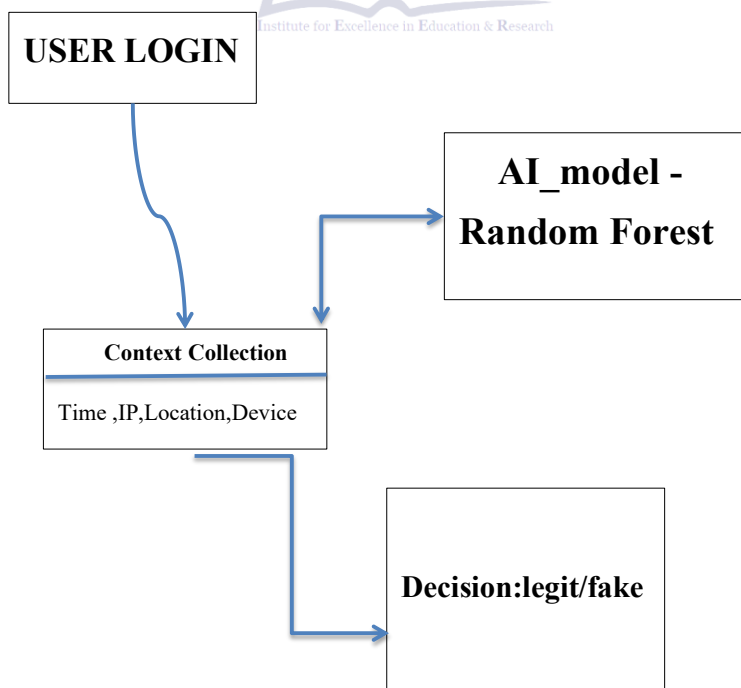 Institute for Excellence in Education & Research
USER LOGIN
AI_model -
Random Forest
Context Collection
Time ,IP,Location,Device
Decision:legit/fake